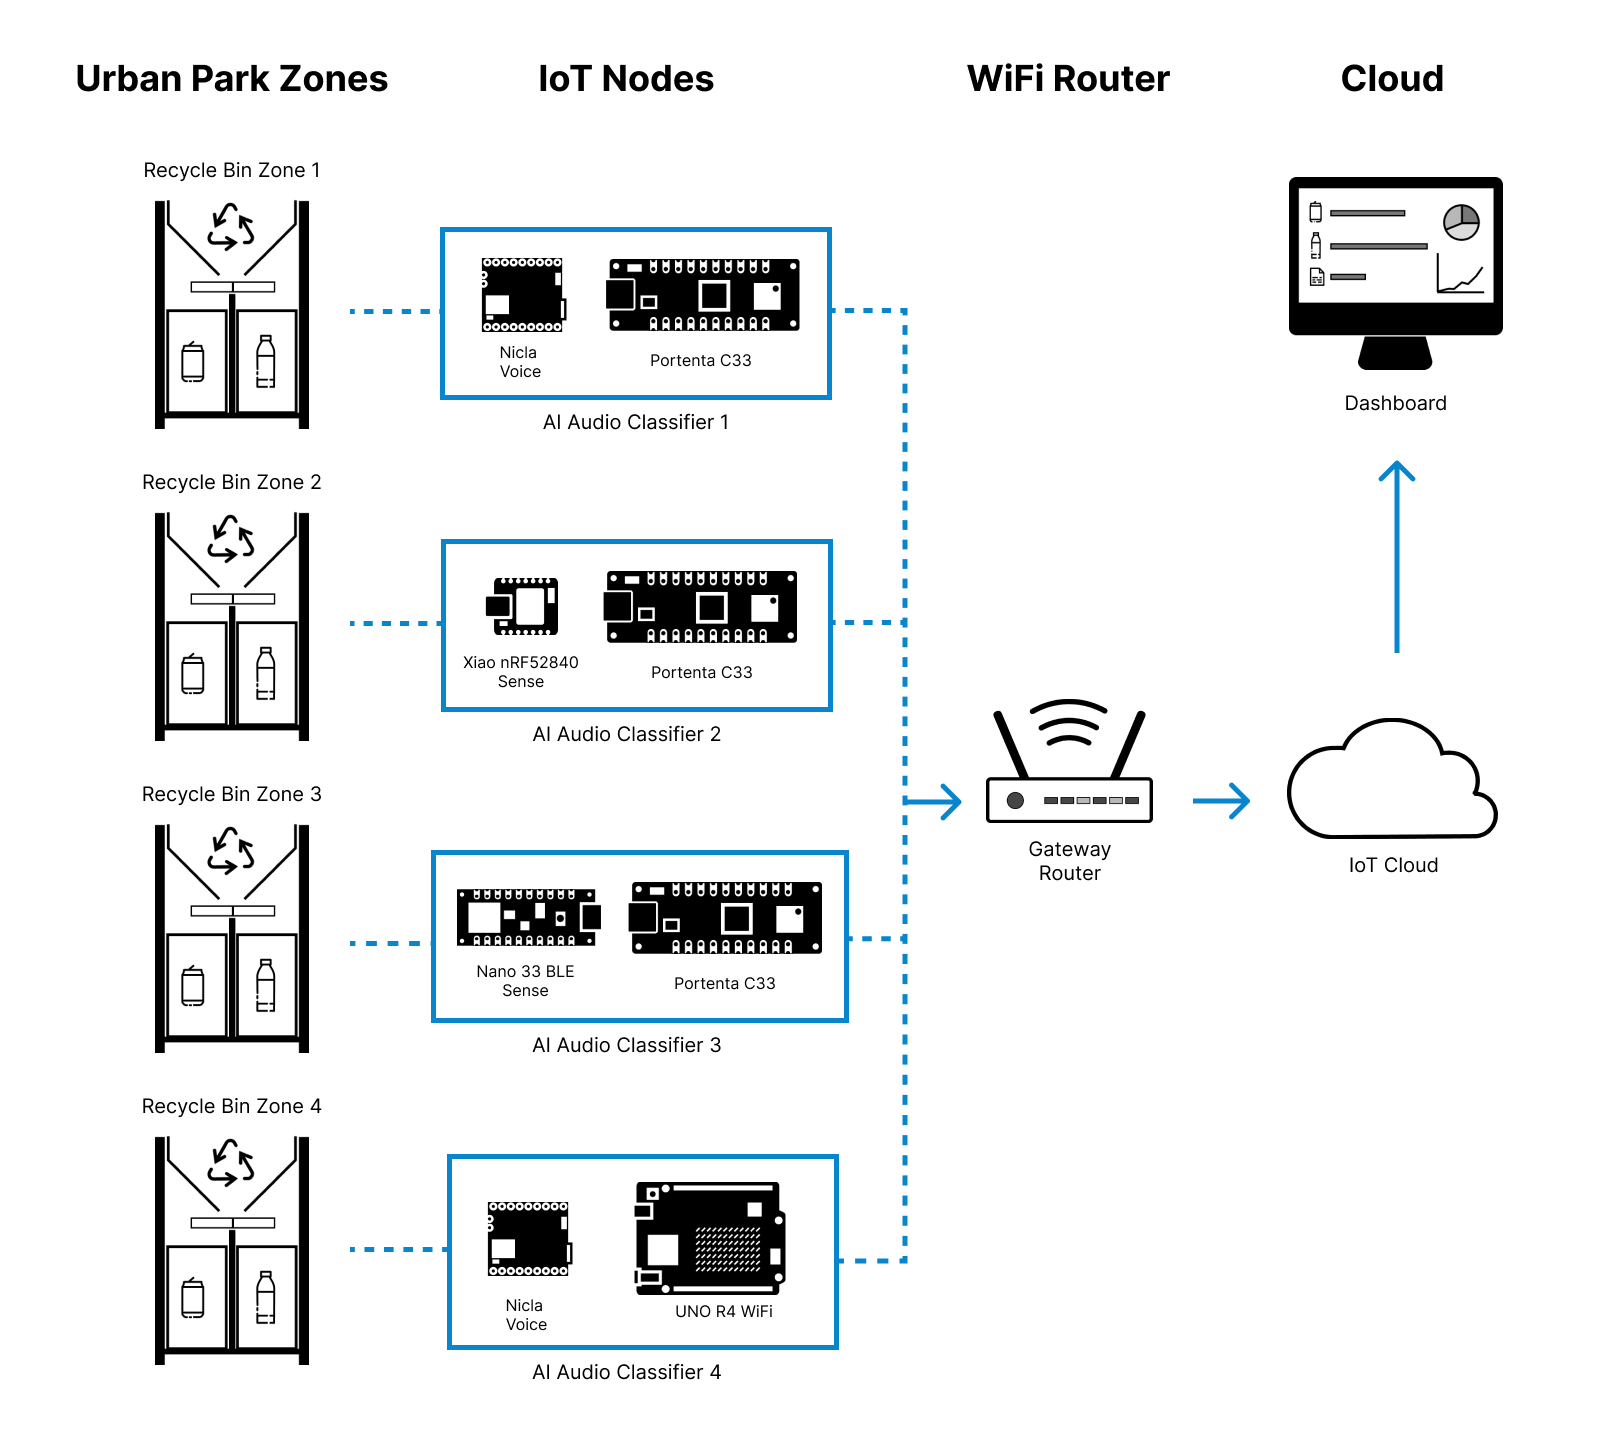 Urban Park Zones
IoT Nodes
WiFi Router
Cloud
Recycle Bin Zone 1
Nicla
Voice
Portenta C33
AI Audio Classifier 1
Dashboard
Recycle Bin Zone 2
Xiao nRF52840
Sense
Portenta C33
AI Audio Classifier 2
Recycle Bin Zone 3
Nano 33 BLE
Sense
Portenta C33
AI Audio Classifier 3
Gateway
Router
IoT Cloud
Recycle Bin Zone 4
Nicla
Voice
UNO R4 WiFi
AI Audio Classifier 4